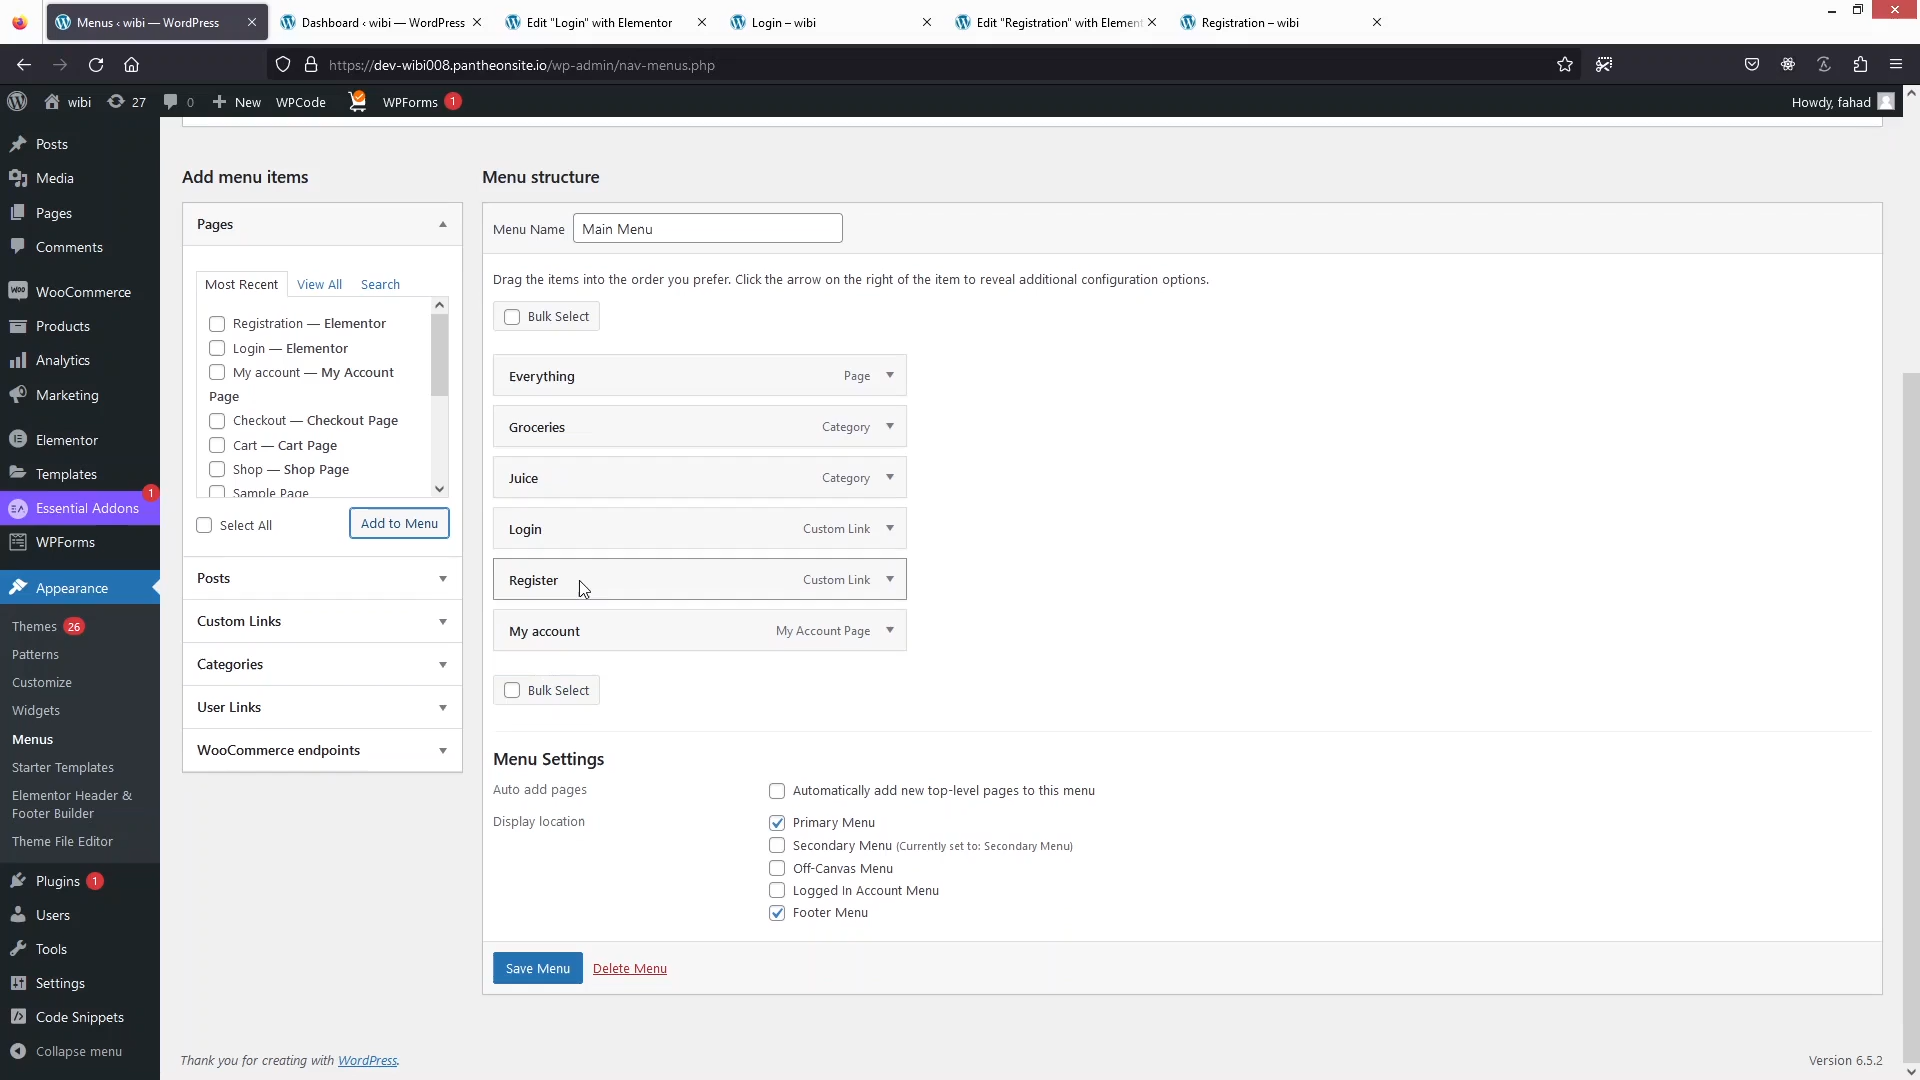 Menus ‹ wibi — WordPress
Dashboard ‹ wibi — WordPress
Edit "Login" with Elementor
Login – wibi
Edit "Registration" with Element
Registration – wibi
https://dev-wibi008.pantheonsite.io/wp-admin/nav-menus.php
wibi
27
0
New
WPCode
WPForms 1
Howdy, fahad
Posts
Media
Pages
Comments
WooCommerce
Products
Analytics
Marketing
Elementor
Templates
Essential Addons 1
WPForms
Appearance
Themes 26
Patterns
Customize
Widgets
Menus
Starter Templates
Elementor Header &
Footer Builder
Theme File Editor
Plugins 1
Users
Tools
Settings
Code Snippets
Collapse menu
Add menu items
Pages
Most Recent
View All
Search
Registration — Elementor
Login — Elementor
My account — My Account
Page
Checkout — Checkout Page
Cart — Cart Page
Shop — Shop Page
Sample Page
Select All
Add to Menu
Posts
Custom Links
Categories
User Links
WooCommerce endpoints
Menu structure
Menu Name Main Menu
Drag the items into the order you prefer. Click the arrow on the right of the item to reveal additional configuration options.
Bulk Select
Everything Page
Groceries Category
Juice Category
Login Custom Link
Register Custom Link
My account My Account Page
Bulk Select
Menu Settings
Auto add pages
Automatically add new top-level pages to this menu
Display location
Primary Menu
Secondary Menu (Currently set to: Secondary Menu)
Off-Canvas Menu
Logged In Account Menu
Footer Menu
Save Menu
Delete Menu
Thank you for creating with WordPress.
Version 6.5.2